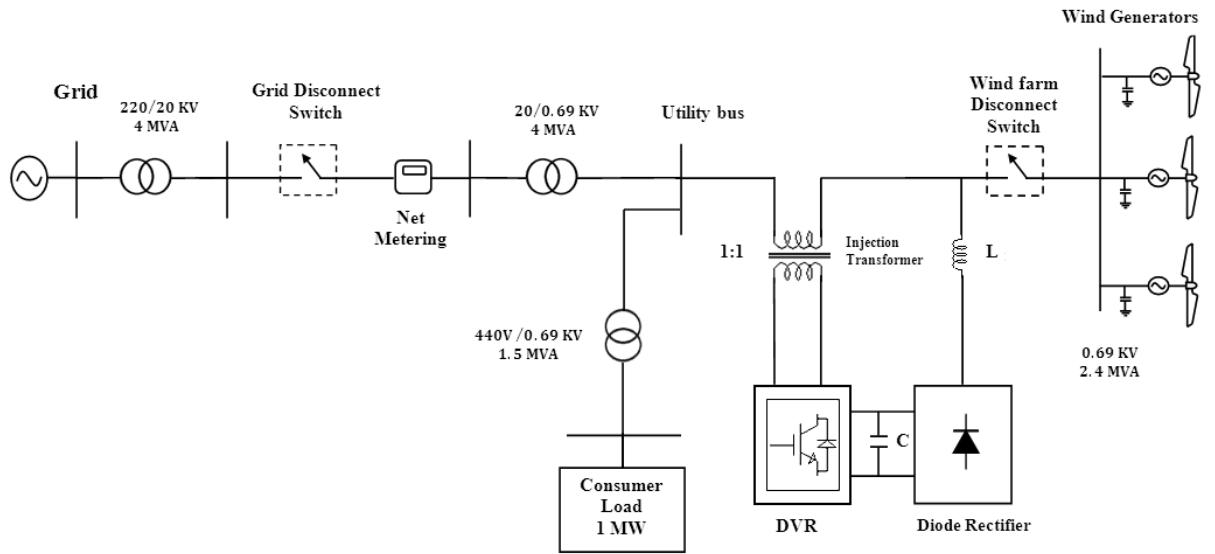 Wind Generators
Grid
220/20 KV
4 MVA
Grid Disconnect
Switch
20/0.69 KV
4 MVA
Utility bus
Wind farm
Disconnect
Switch
Net
Metering
1:1
Injection
Transformer
L
440V /0.69 KV
1.5 MVA
0.69 KV
2.4 MVA
C
Consumer
Load
1 MW
DVR
Diode Rectifier